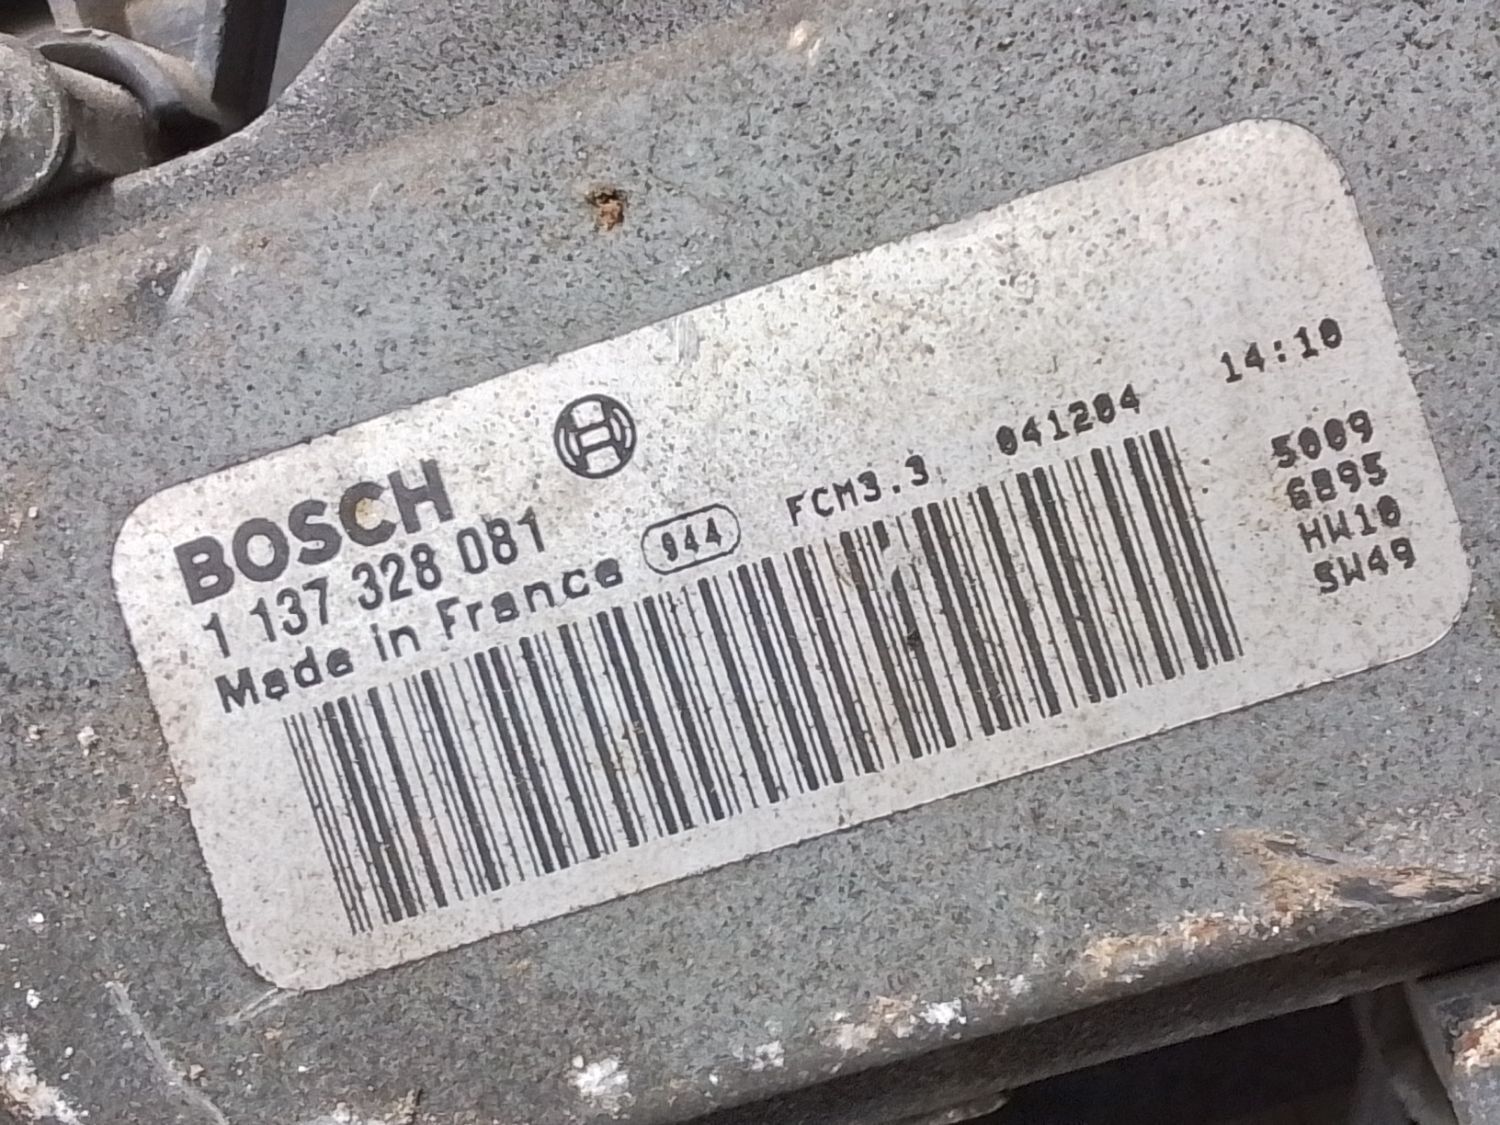 BOSCH
1 137 328 081
Made in France 944 FCM3.3 041204 14:10
5009
6895
HW10
SW49